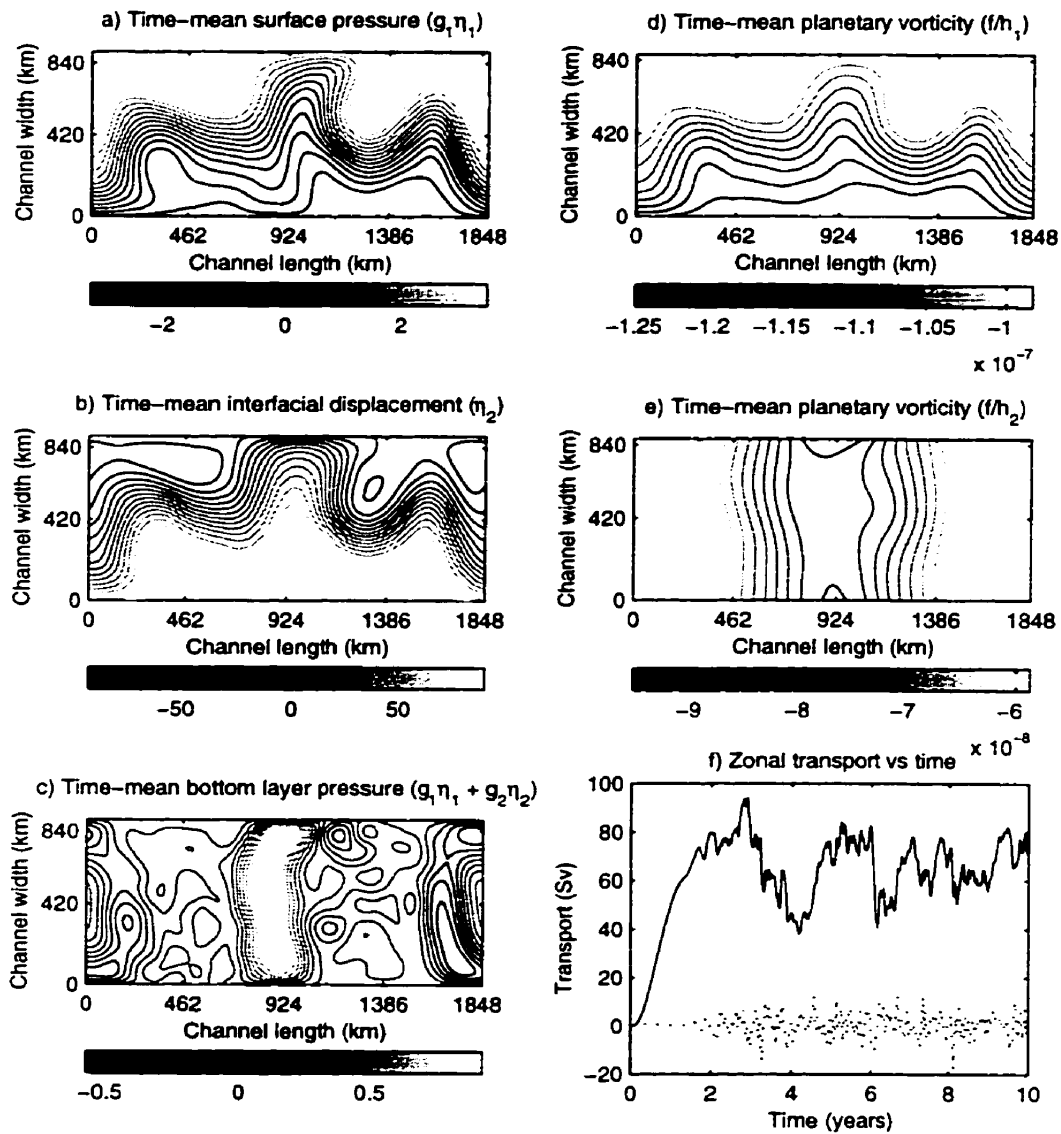 a) Time-mean surface pressure (g₁η₁)
Channel width (km)
840
420
0
0 462 924 1386 1848
Channel length (km)
-2 0 2
b) Time-mean interfacial displacement (η₂)
Channel width (km)
840
420
0
0 462 924 1386 1848
Channel length (km)
-50 0 50
c) Time-mean bottom layer pressure (g₁η₁ + g₂η₂)
Channel width (km)
840
420
0
0 462 924 1386 1848
Channel length (km)
-0.5 0 0.5
d) Time-mean planetary vorticity (f/h₁)
Channel width (km)
840
420
0
0 462 924 1386 1848
Channel length (km)
-1.25 -1.2 -1.15 -1.1 -1.05 -1
x 10⁻⁷
e) Time-mean planetary vorticity (f/h₂)
Channel width (km)
840
420
0
0 462 924 1386 1848
Channel length (km)
-9 -8 -7 -6
x 10⁻⁸
f) Zonal transport vs time
Transport (Sv)
100
80
60
40
20
0
-20
0 2 4 6 8 10
Time (years)